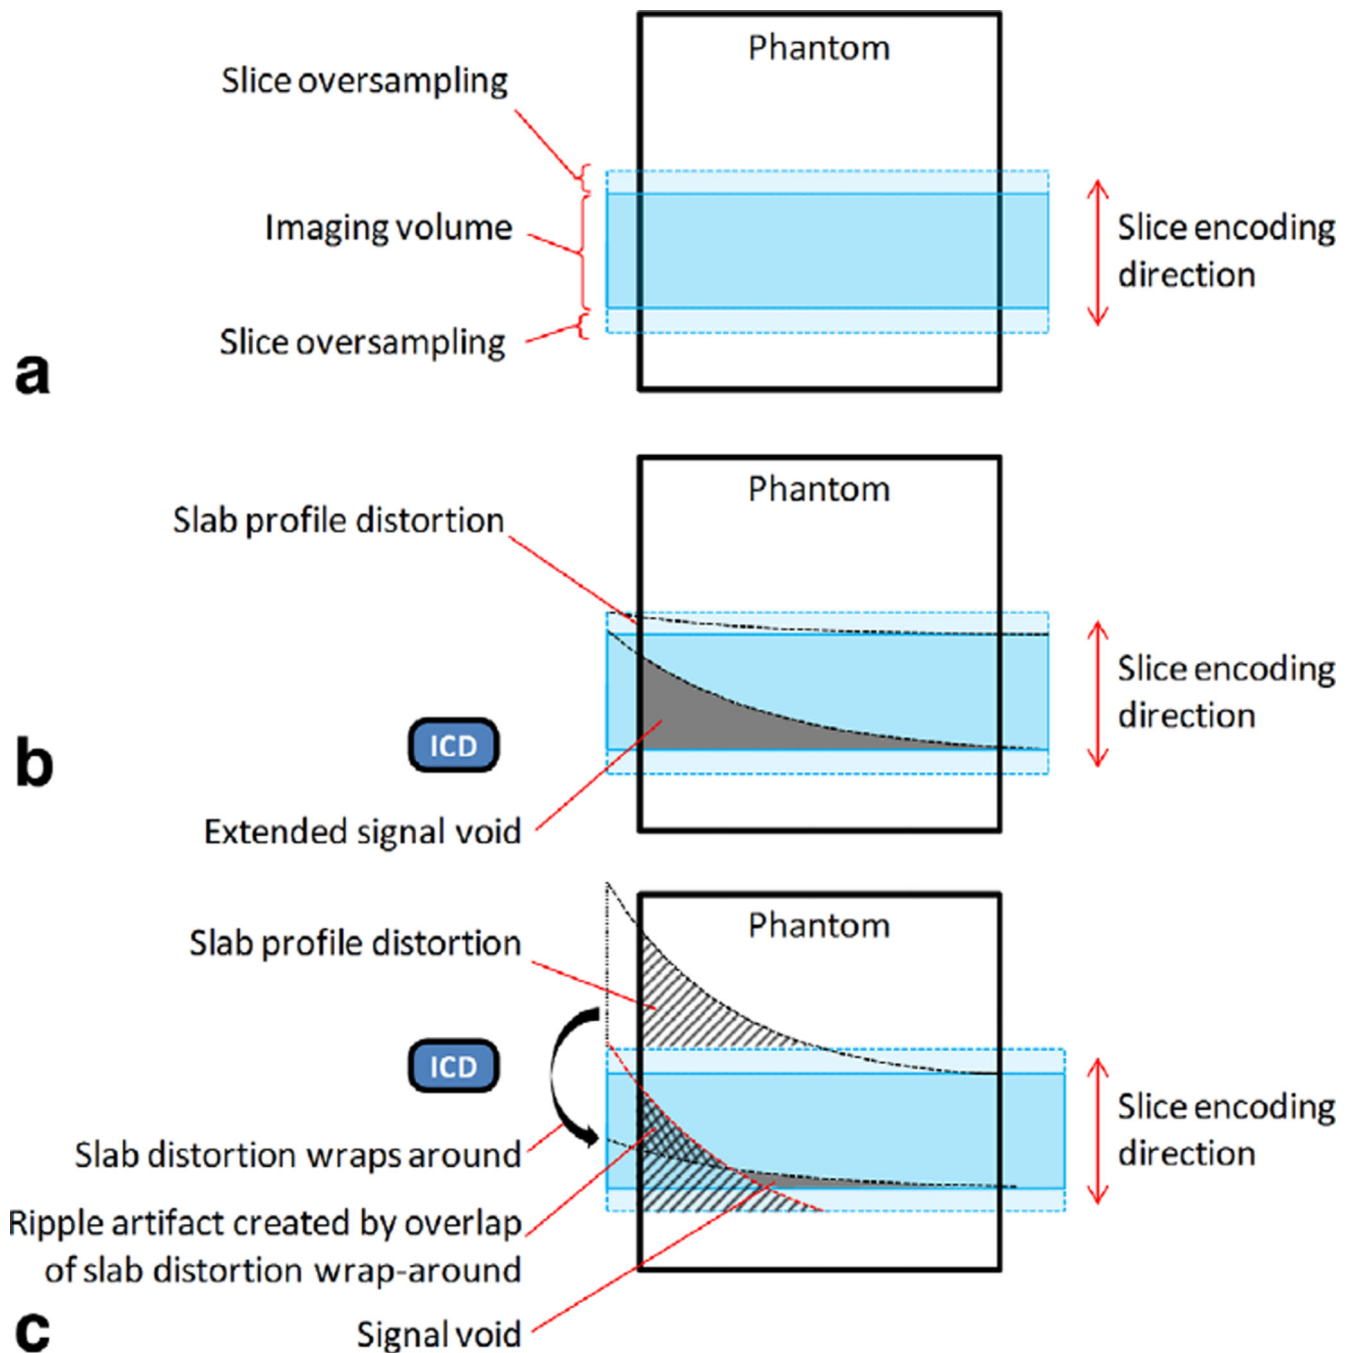 Phantom
Slice oversampling
Imaging volume
Slice encoding
direction
Slice oversampling
a
Phantom
Slab profile distortion
Slice encoding
direction
ICD
b
Extended signal void
Phantom
Slab profile distortion
ICD
Slice encoding
direction
Slab distortion wraps around
Ripple artifact created by overlap
of slab distortion wrap-around
Signal void
c